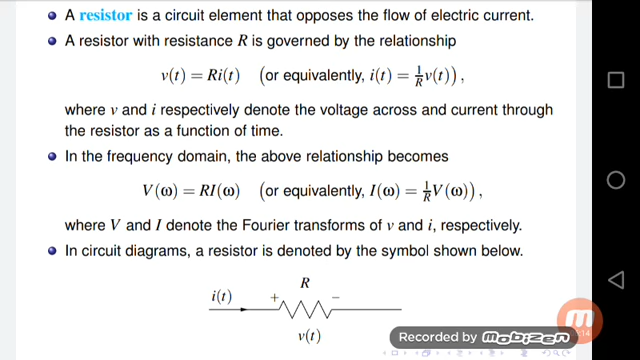 A resistor is a circuit element that opposes the flow of electric current.
A resistor with resistance R is governed by the relationship
v(t) = Ri(t) (or equivalently, i(t) = 1/R v(t)),
where v and i respectively denote the voltage across and current through
the resistor as a function of time.
In the frequency domain, the above relationship becomes
V(ω) = RI(ω) (or equivalently, I(ω) = 1/R V(ω)),
where V and I denote the Fourier transforms of v and i, respectively.
In circuit diagrams, a resistor is denoted by the symbol shown below.
R
i(t) + −
v(t)
Recorded by Mobizen